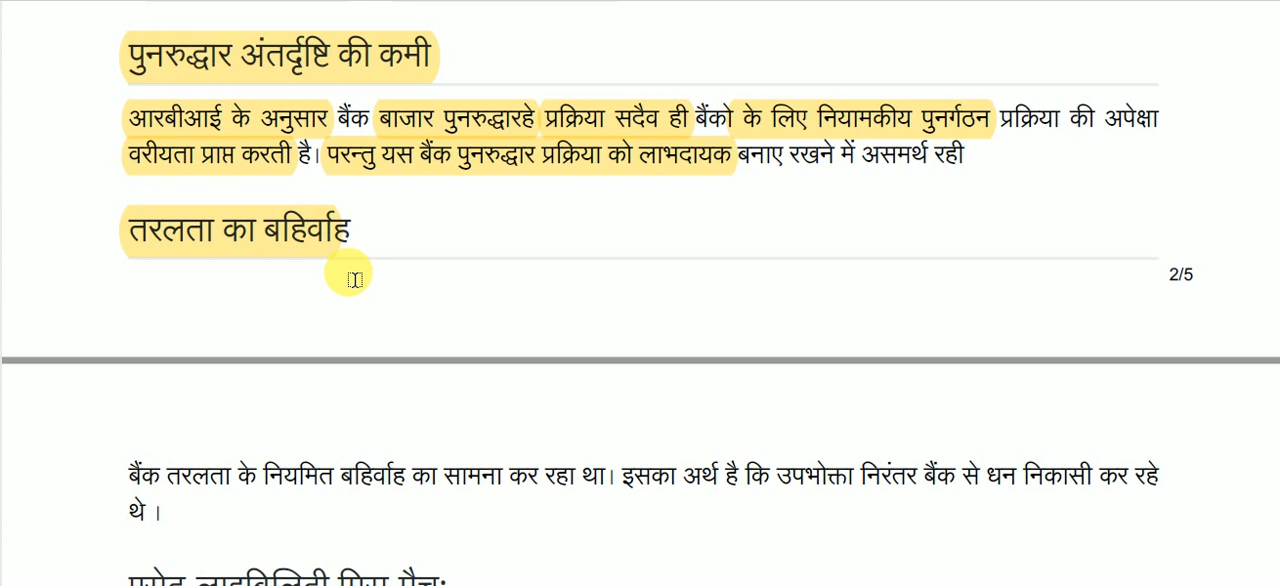 पुनरुद्धार अंतर्दृष्टि की कमी
आरबीआई के अनुसार बैंक बाजार पुनरुद्धारहे प्रक्रिया सदैव ही बैंको के लिए नियामकीय पुनर्गठन प्रक्रिया की अपेक्षा
वरीयता प्राप्त करती है। परन्तु यस बैंक पुनरुद्धार प्रक्रिया को लाभदायक बनाए रखने में असमर्थ रही
तरलता का बहिर्वाह
2/5
बैंक तरलता के नियमित बहिर्वाह का सामना कर रहा था। इसका अर्थ है कि उपभोक्ता निरंतर बैंक से धन निकासी कर रहे
थे ।